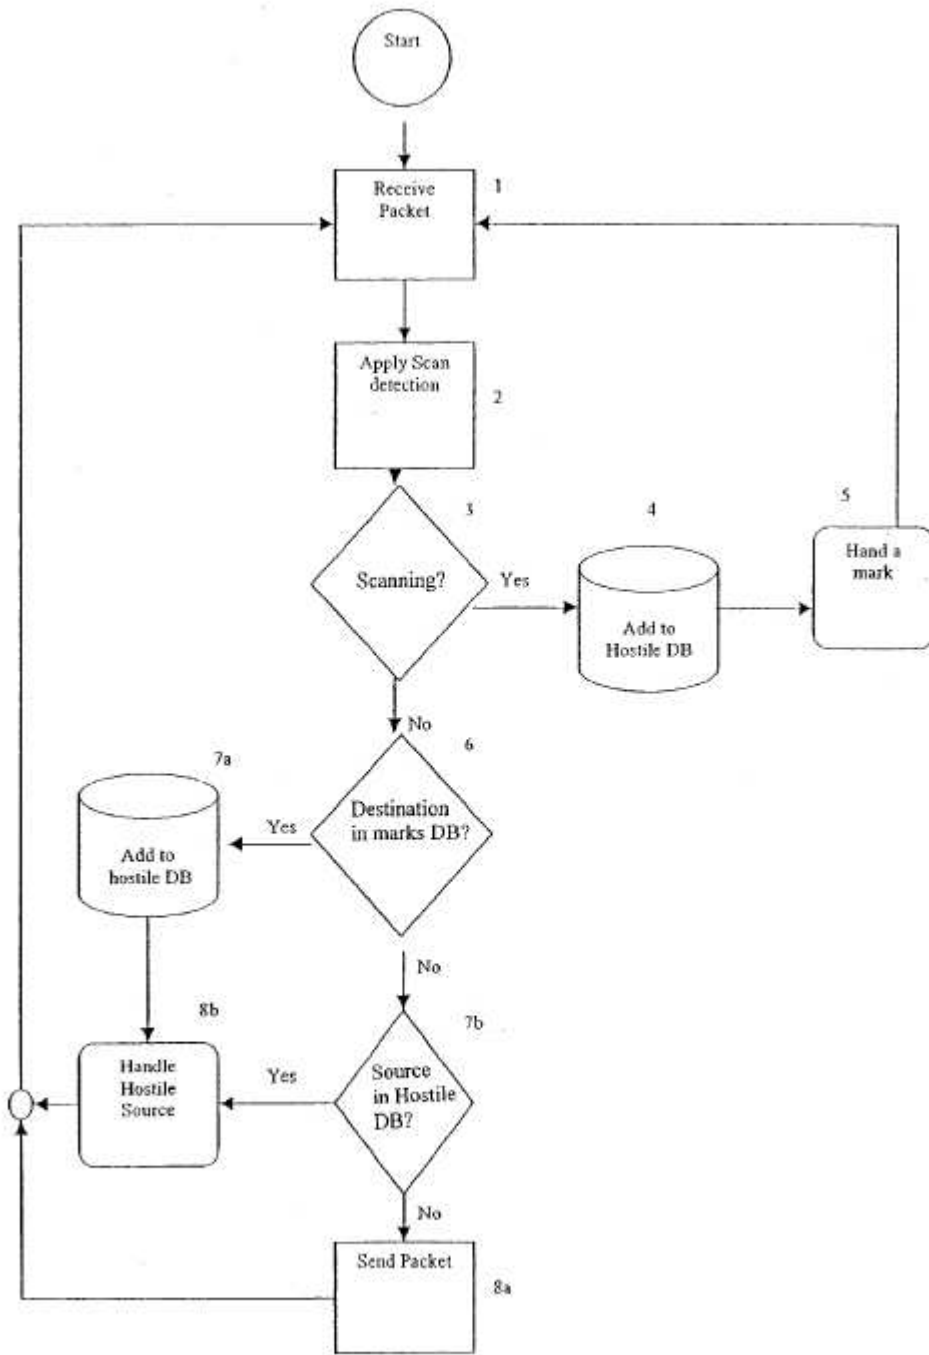 Start
Receive
Packet
1
Apply Scan
detection
2
3
Scanning?
Yes
4
Add to
Hostile DB
5
Hand a
mark
No
6
Destination
in marks DB?
Yes
7a
Add to
hostile DB
No
7b
Source
in Hostile
DB?
Yes
8b
Handle
Hostile
Source
No
Send Packet
8a